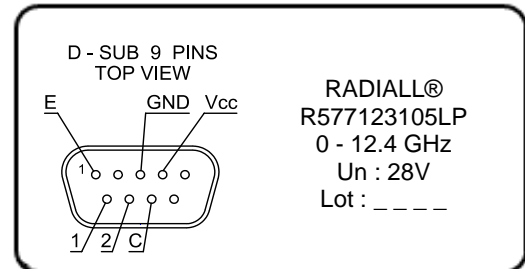 D - SUB 9 PINS
TOP VIEW
E GND Vcc
1
1 2 C
RADIALL®
R577123105LP
0 - 12.4 GHz
Un : 28V
Lot : _ _ _ _